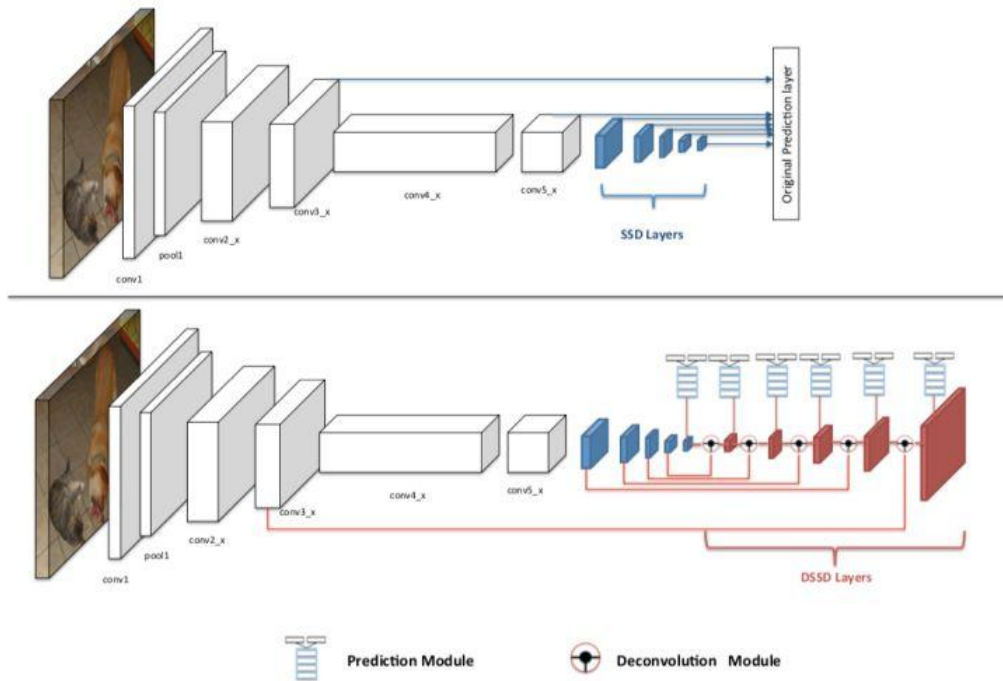 conv1
pool1
conv2_x
conv3_x
conv4_x
conv5_x
SSD Layers
Original Prediction layer
conv1
pool1
conv2_x
conv3_x
conv4_x
conv5_x
DSSD Layers
Prediction Module
Deconvolution Module